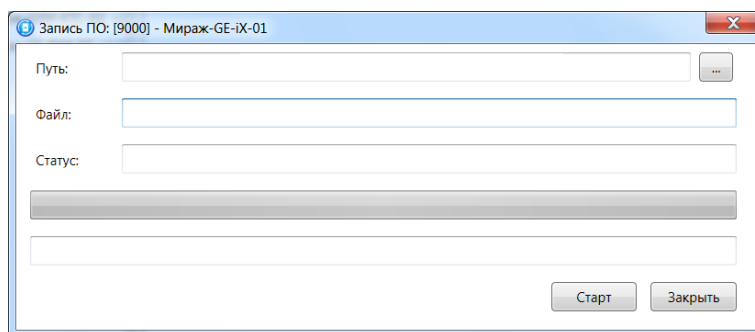 Запись ПО: [9000] - Мираж-GE-iX-01
Путь:
...
Файл:
Статус:
Старт Закрыть